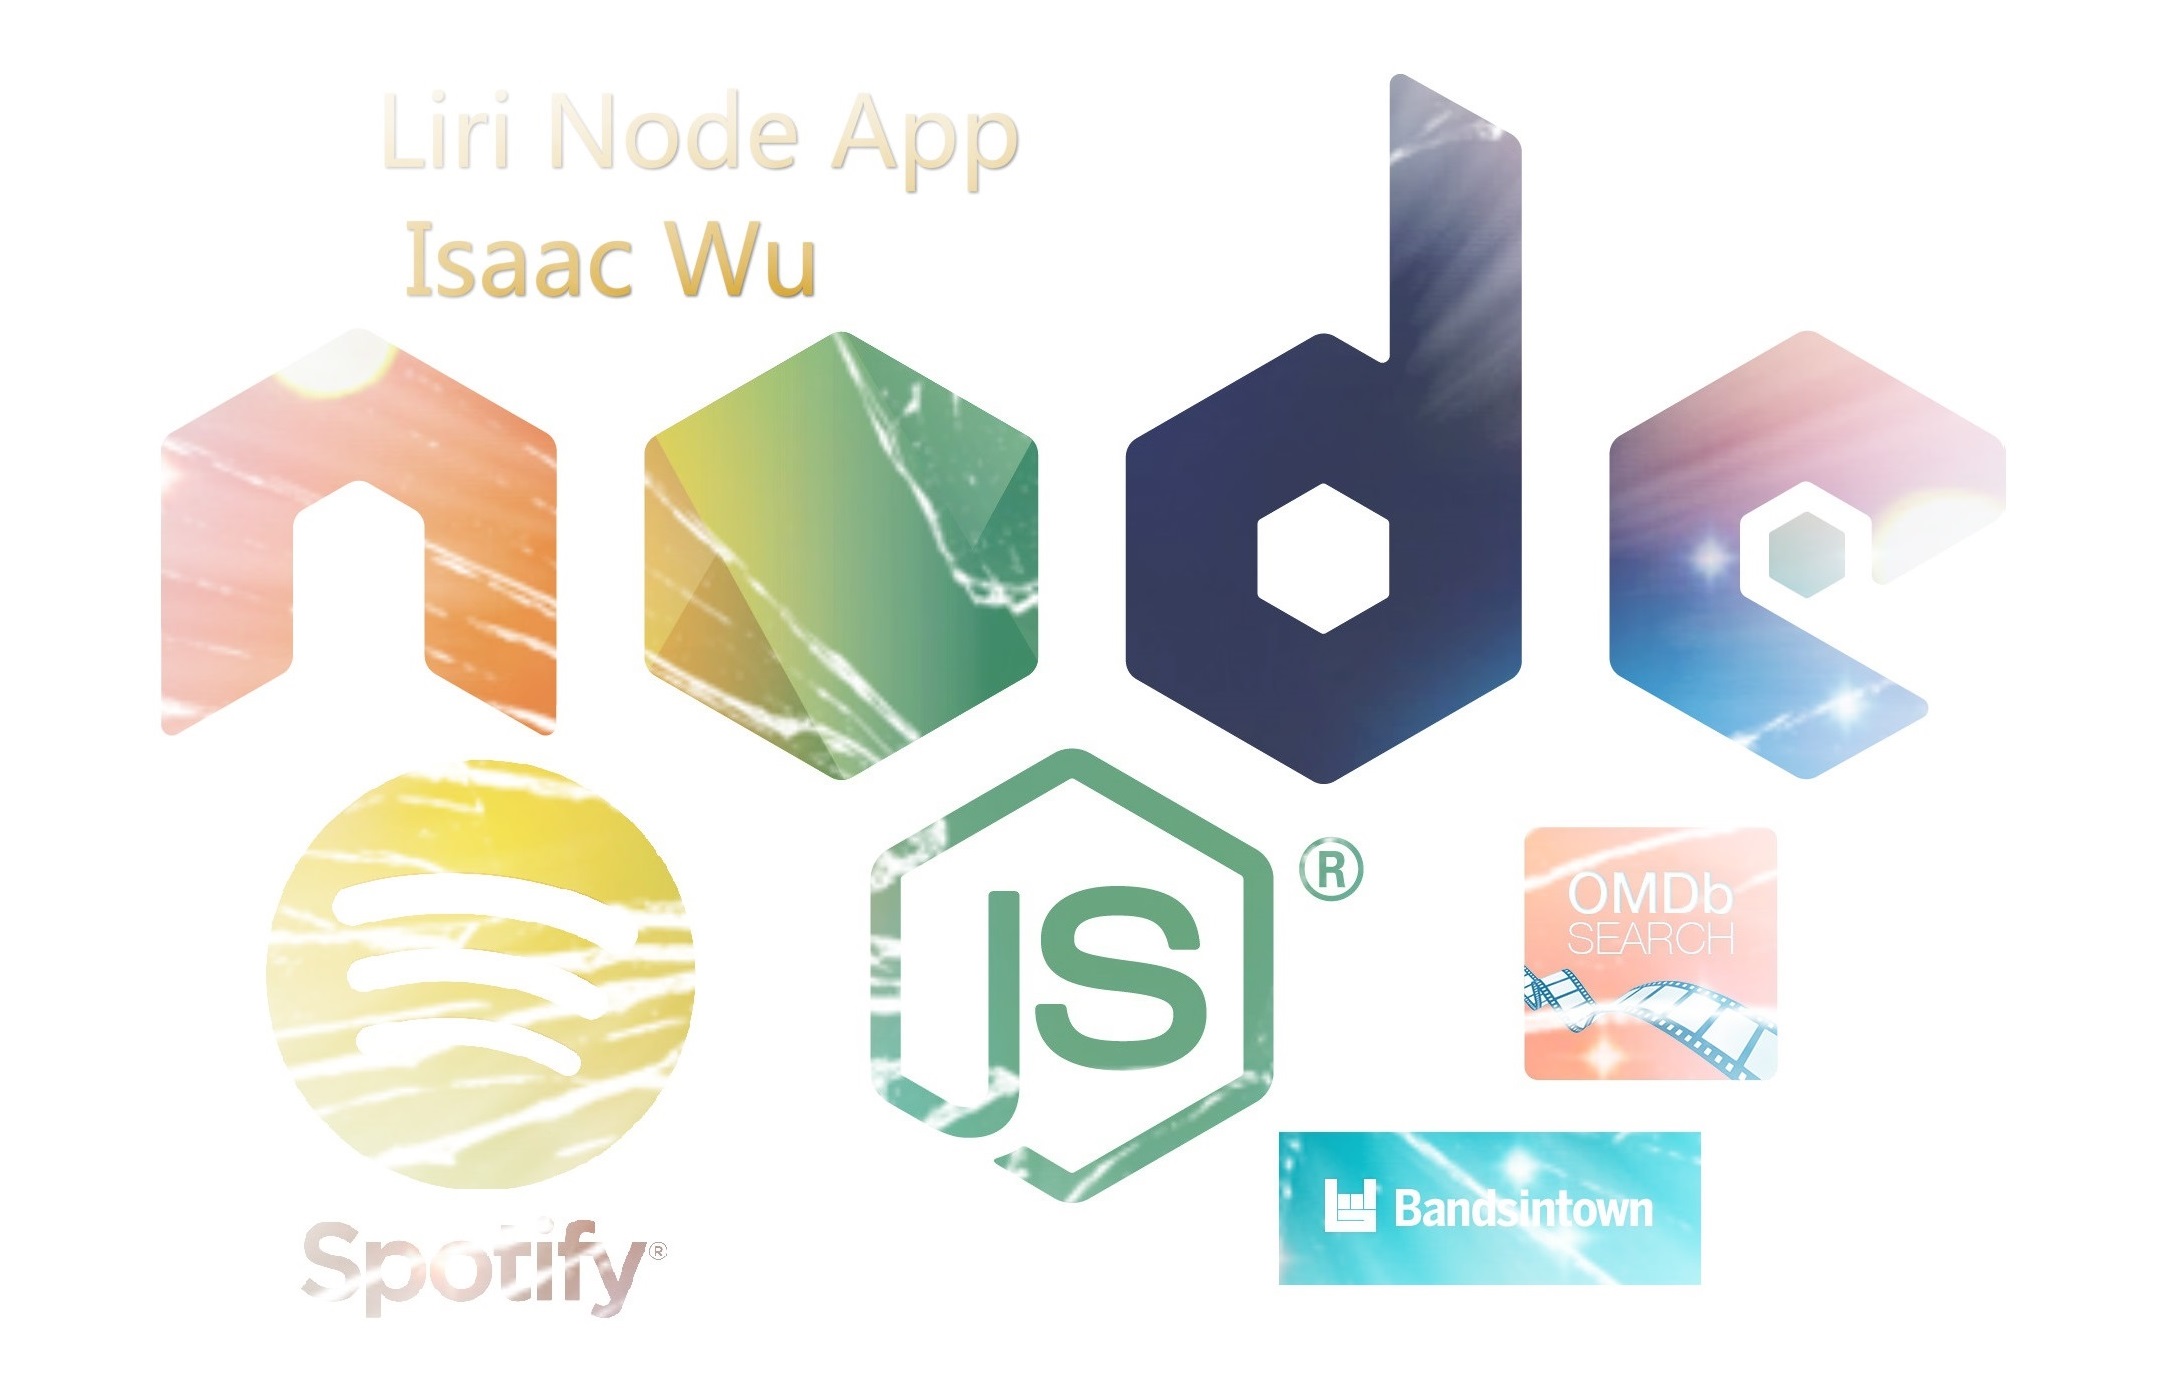 Liri Node App
Isaac Wu
node
JS®
OMDb
SEARCH
Bandsintown
Spotify®